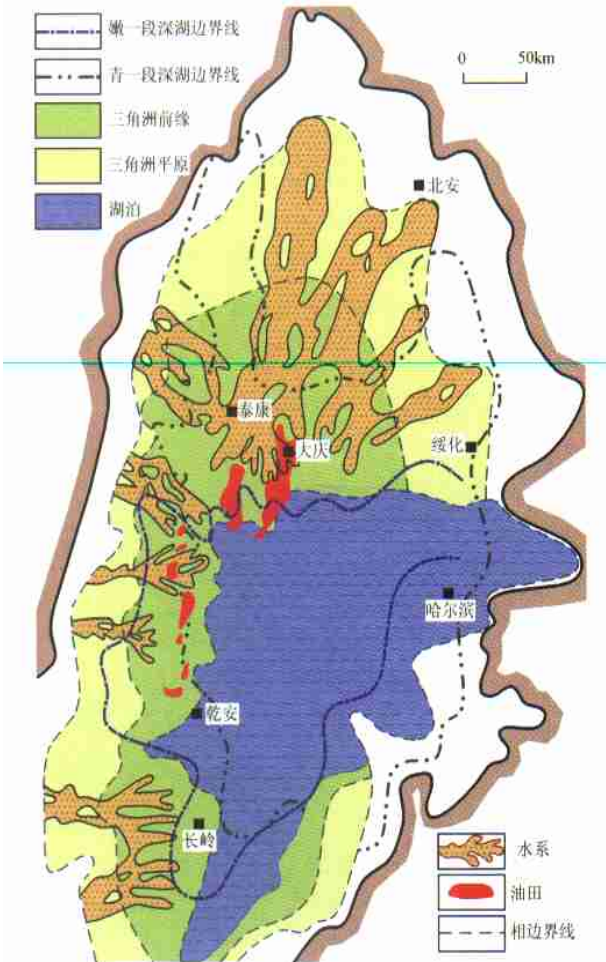 嫩一段深湖边界线
0 50km
青一段深湖边界线
三角洲前缘
三角洲平原
湖泊
北安
泰康
大庆
绥化
哈尔滨
乾安
长岭
水系
油田
相边界线